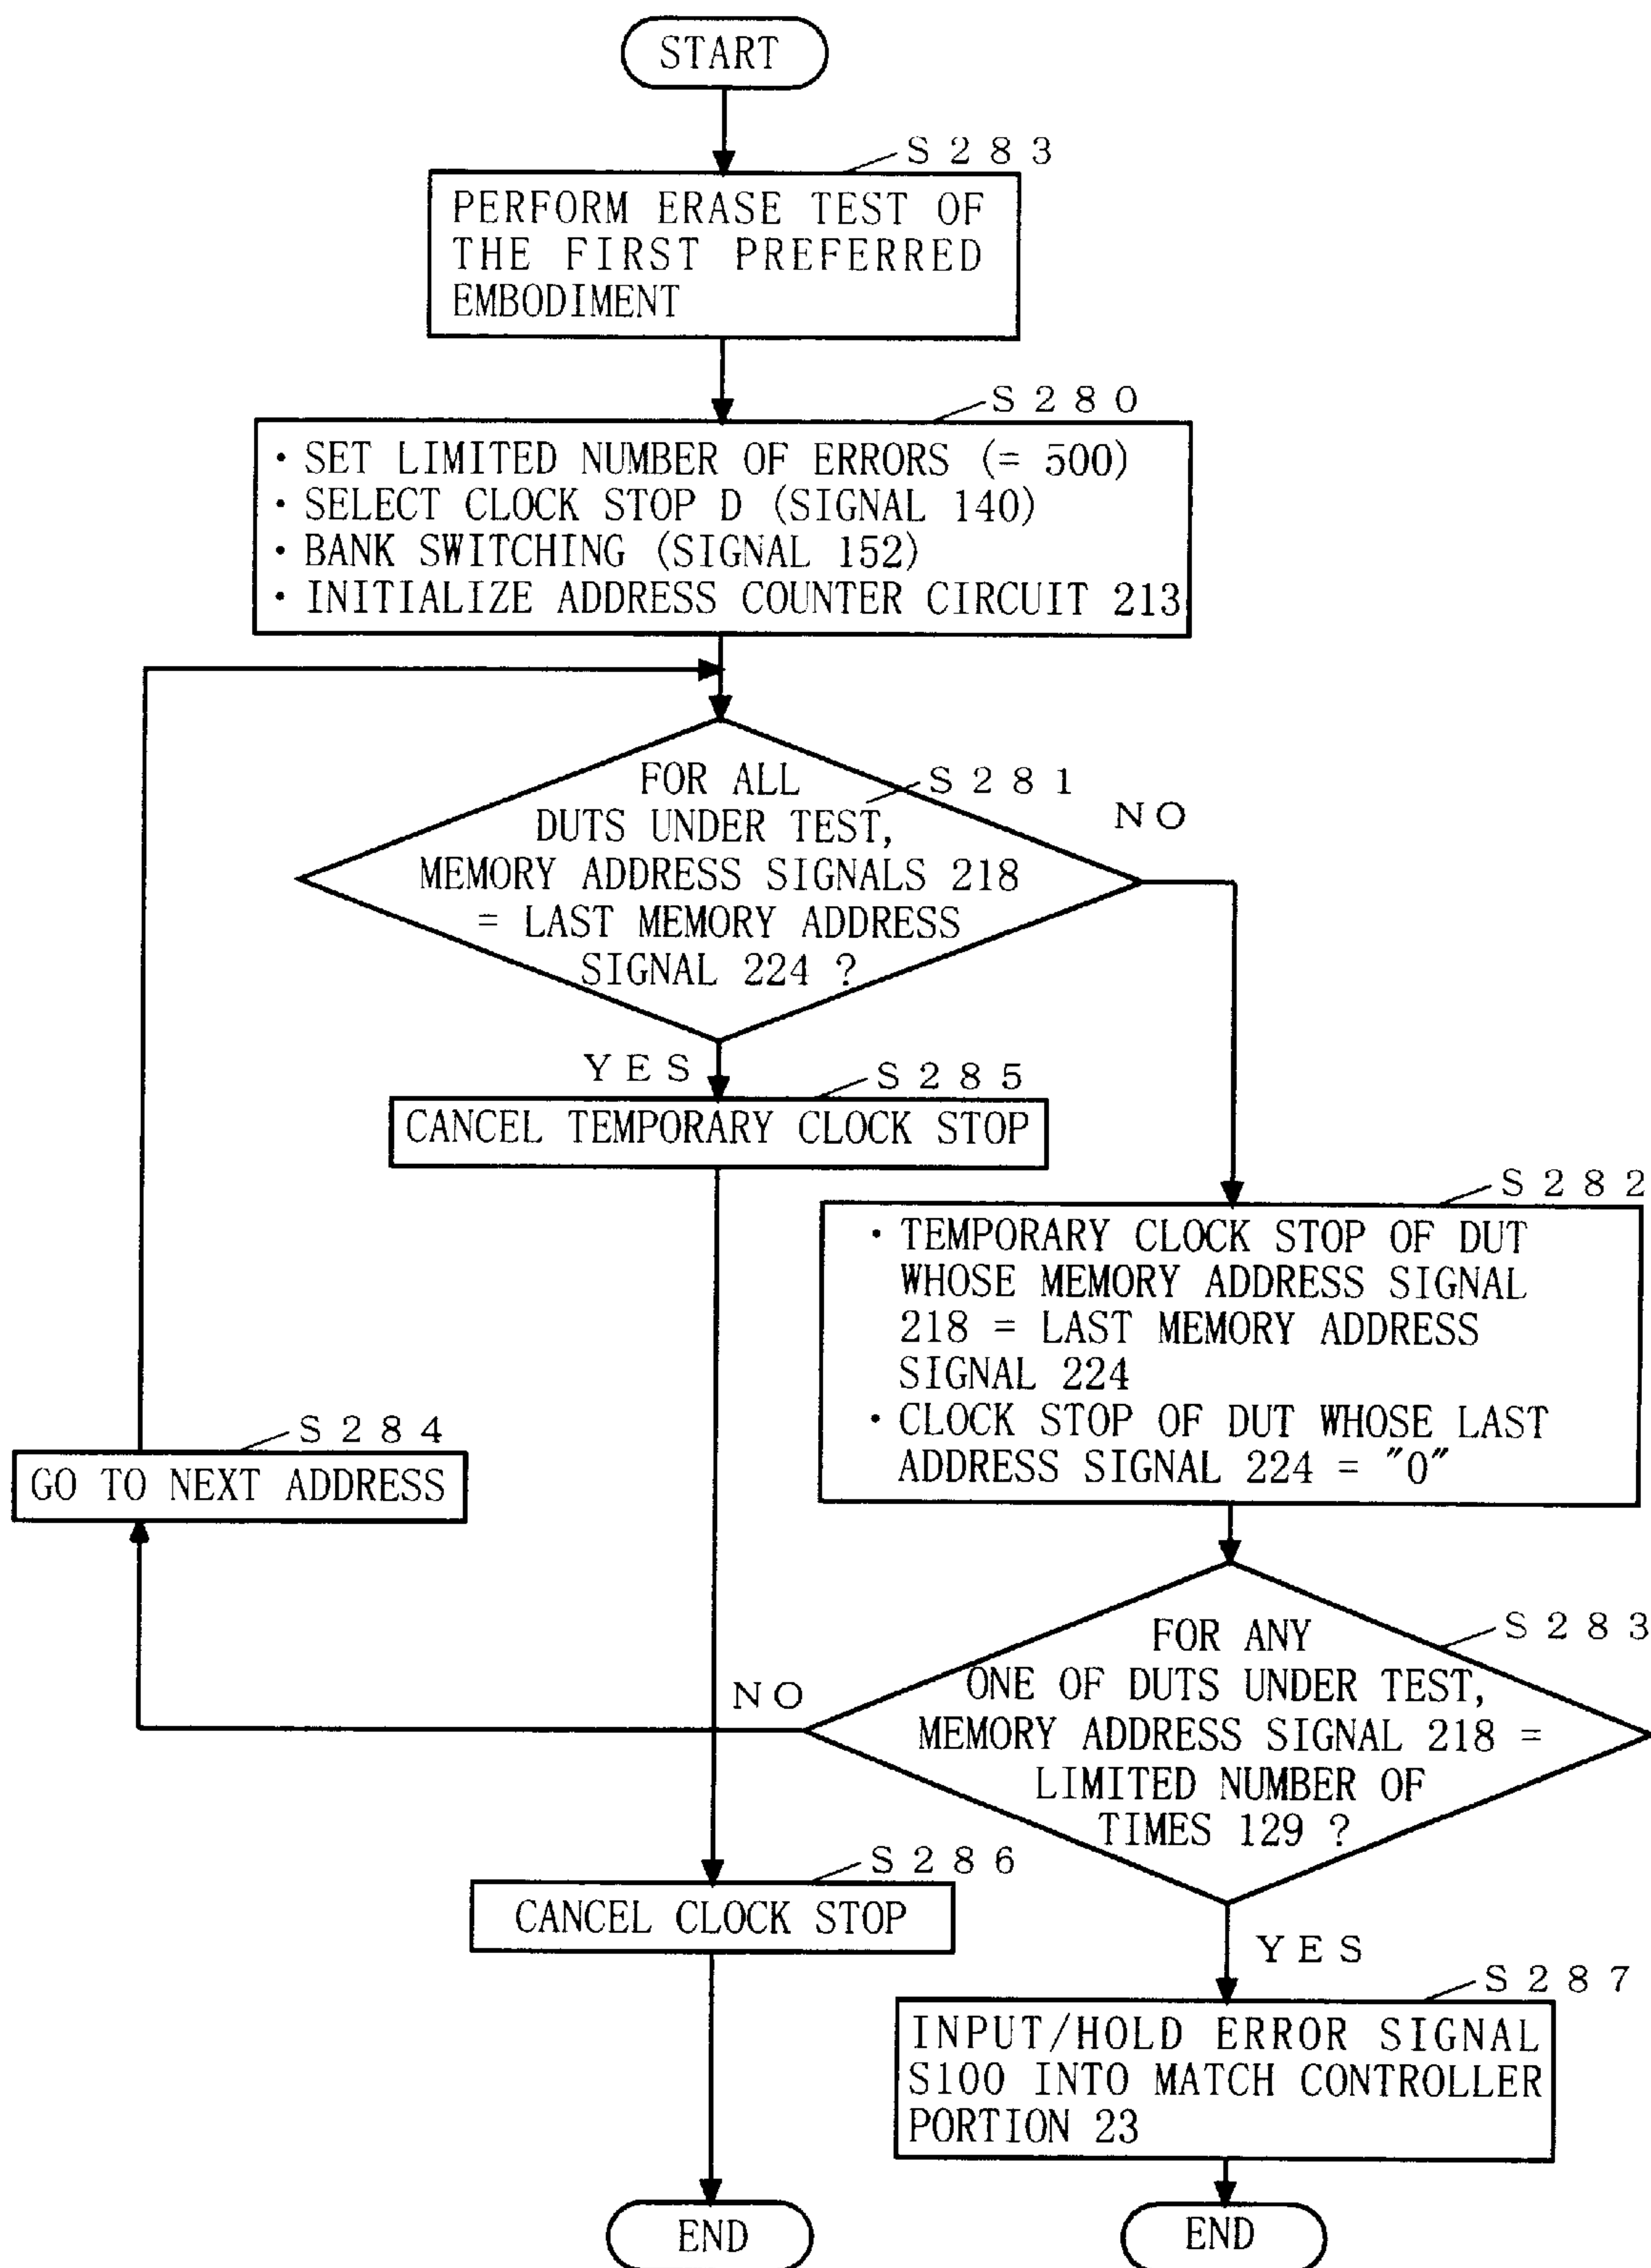 START
S283
PERFORM ERASE TEST OF
THE FIRST PREFERRED
EMBODIMENT
S280
· SET LIMITED NUMBER OF ERRORS (= 500)
· SELECT CLOCK STOP D (SIGNAL 140)
· BANK SWITCHING (SIGNAL 152)
· INITIALIZE ADDRESS COUNTER CIRCUIT 213
S281
FOR ALL
DUTS UNDER TEST,
MEMORY ADDRESS SIGNALS 218
= LAST MEMORY ADDRESS
SIGNAL 224 ?
NO
YES
S285
CANCEL TEMPORARY CLOCK STOP
S282
· TEMPORARY CLOCK STOP OF DUT
WHOSE MEMORY ADDRESS SIGNAL
218 = LAST MEMORY ADDRESS
SIGNAL 224
· CLOCK STOP OF DUT WHOSE LAST
ADDRESS SIGNAL 224 = "0"
S284
GO TO NEXT ADDRESS
S283
FOR ANY
ONE OF DUTS UNDER TEST,
MEMORY ADDRESS SIGNAL 218 =
LIMITED NUMBER OF
TIMES 129 ?
NO
YES
S286
CANCEL CLOCK STOP
S287
INPUT/HOLD ERROR SIGNAL
S100 INTO MATCH CONTROLLER
PORTION 23
END
END